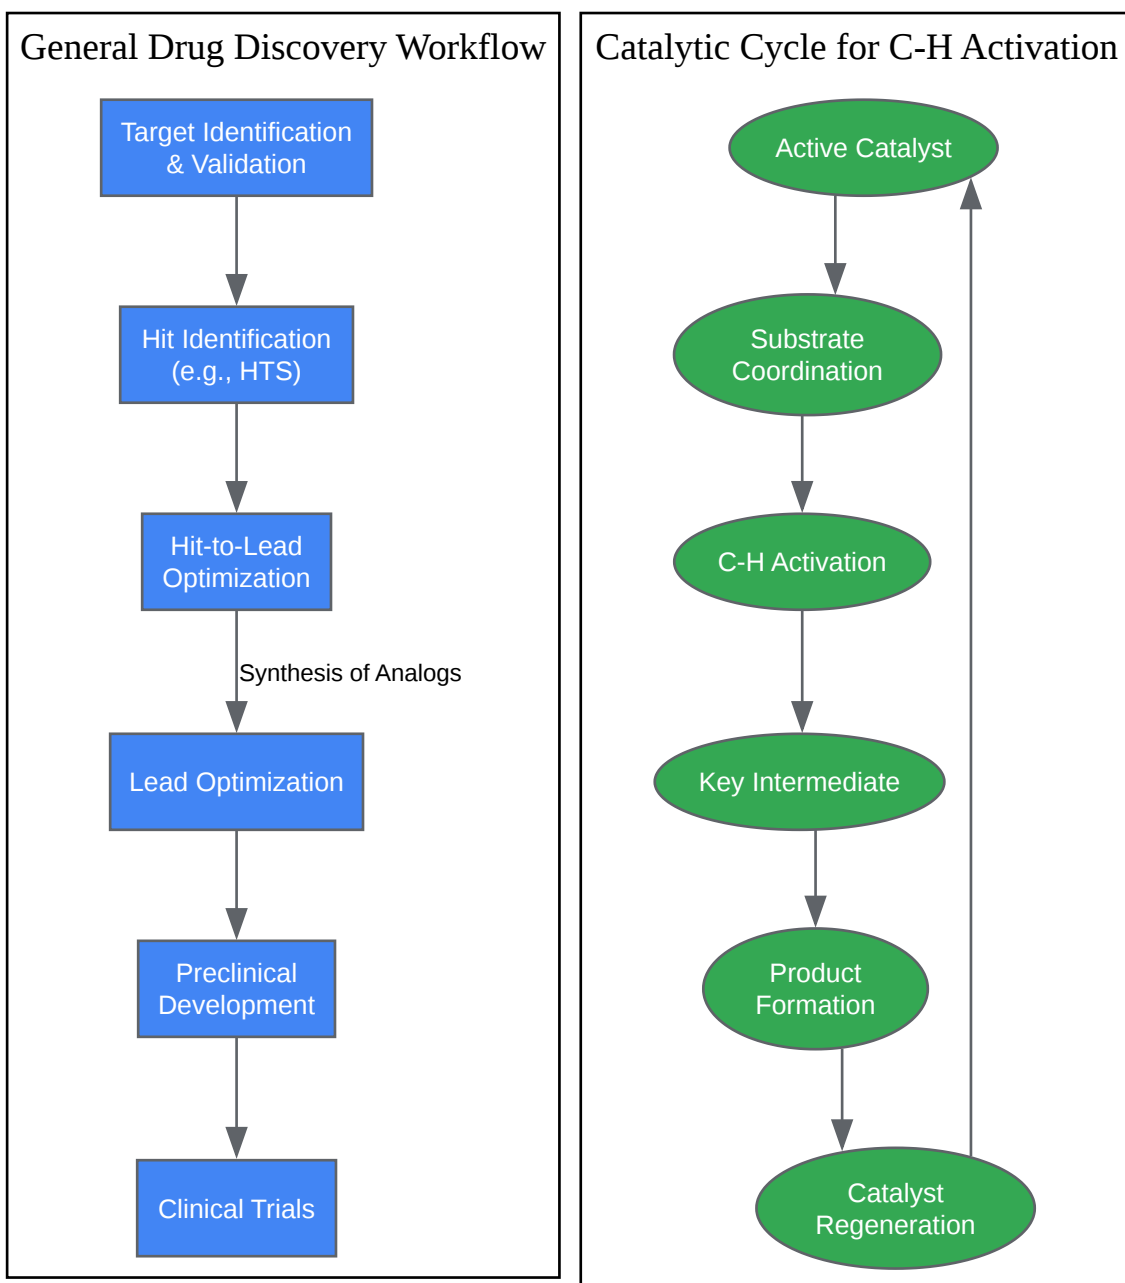 General Drug Discovery Workflow
Target Identification
& Validation
Hit Identification
(e.g., HTS)
Hit-to-Lead
Optimization
Synthesis of Analogs
Lead Optimization
Preclinical
Development
Clinical Trials
Catalytic Cycle for C-H Activation
Active Catalyst
Substrate
Coordination
C-H Activation
Key Intermediate
Product
Formation
Catalyst
Regeneration